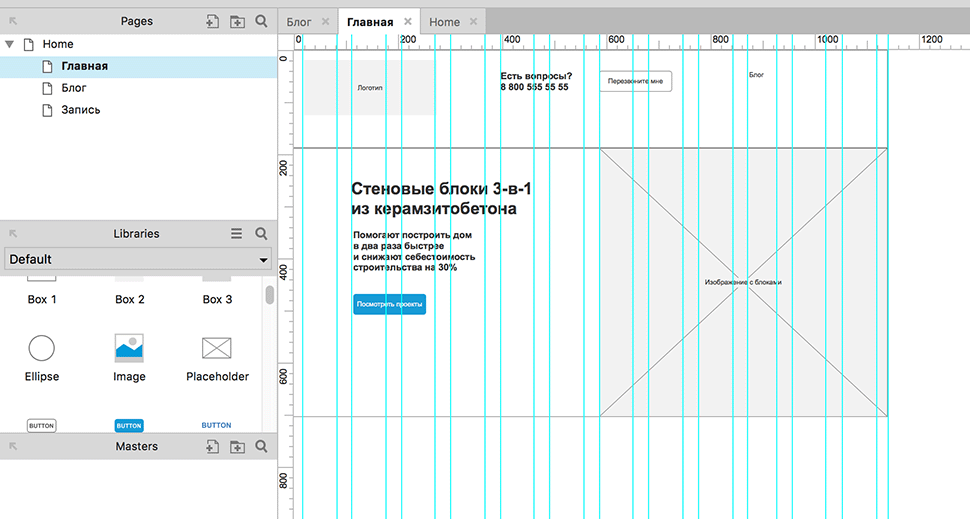 Pages
Home
Главная
Блог
Запись
Libraries
Default
Box 1 Box 2 Box 3
Ellipse Image Placeholder
BUTTON BUTTON BUTTON
Masters
Блог Главная Home
0 200 400 600 800 1000 1200
0
200
400
600
800
Логотип
Есть вопросы?
8 800 555 55 55
Перезвоните мне
Блог
Стеновые блоки 3-в-1
из керамзитобетона
Помогают построить дом
в два раза быстрее
и снижают себестоимость
строительства на 30%
Посмотреть проекты
Изображение с блоками